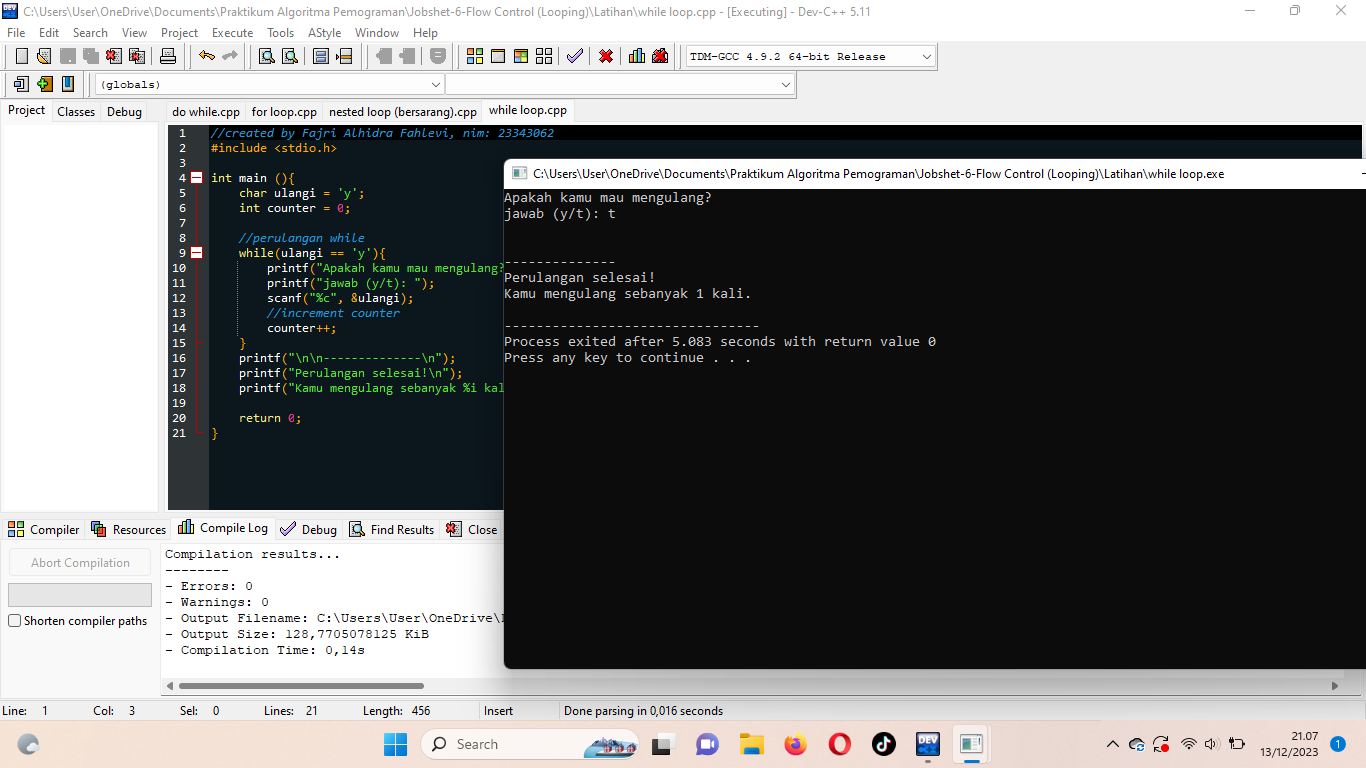 C:\Users\User\OneDrive\Documents\Praktikum Algoritma Pemograman\Jobshet-6-Flow Control (Looping)\Latihan\while loop.cpp - [Executing] - Dev-C++ 5.11
File Edit Search View Project Execute Tools AStyle Window Help
TDM-GCC 4.9.2 64-bit Release
(globals)
Project Classes Debug
do while.cpp for loop.cpp nested loop (bersarang).cpp while loop.cpp
1 //created by Fajri Alhidra Fahlevi, nim: 23343062
2 #include <stdio.h>
3
4 int main (){
5 char ulangi = 'y';
6 int counter = 0;
7
8 //perulangan while
9 while(ulangi == 'y'){
10 printf("Apakah kamu mau mengulang?
11 printf("jawab (y/t): ");
12 scanf("%c", &ulangi);
13 //increment counter
14 counter++;
15 }
16 printf("\n\n--------------\n");
17 printf("Perulangan selesai!\n");
18 printf("Kamu mengulang sebanyak %i kal
19
20 return 0;
21 }
C:\Users\User\OneDrive\Documents\Praktikum Algoritma Pemograman\Jobshet-6-Flow Control (Looping)\Latihan\while loop.exe
Apakah kamu mau mengulang?
jawab (y/t): t
--------------
Perulangan selesai!
Kamu mengulang sebanyak 1 kali.
--------------------------------
Process exited after 5.083 seconds with return value 0
Press any key to continue . . .
Compiler Resources Compile Log Debug Find Results Close
Abort Compilation
Shorten compiler paths
Compilation results...
--------
- Errors: 0
- Warnings: 0
- Output Filename: C:\Users\User\OneDrive\
- Output Size: 128,7705078125 KiB
- Compilation Time: 0,14s
Line: 1 Col: 3 Sel: 0 Lines: 21 Length: 456 Insert Done parsing in 0,016 seconds
Search
DEV
21.07
13/12/2023
1